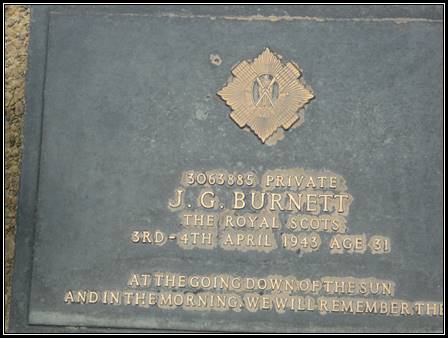 3063885 PRIVATE
J. G. BURNETT
THE ROYAL SCOTS
3RD - 4TH APRIL 1943 AGE 31
AT THE GOING DOWN OF THE SUN
AND IN THE MORNING. WE WILL REMEMBER THE